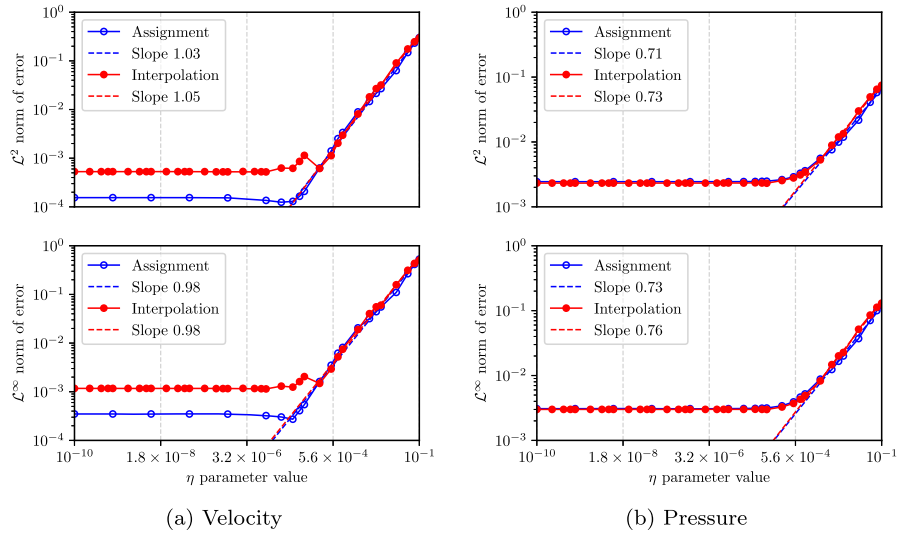 10^0
10^-1
10^-2
10^-3
10^-4
ℒ² norm of error
Assignment
Slope 1.03
Interpolation
Slope 1.05
10^0
10^-1
10^-2
10^-3
ℒ² norm of error
Assignment
Slope 0.71
Interpolation
Slope 0.73
10^0
10^-1
10^-2
10^-3
10^-4
ℒ^∞ norm of error
Assignment
Slope 0.98
Interpolation
Slope 0.98
10^-10 1.8 × 10^-8 3.2 × 10^-6 5.6 × 10^-4 10^-1
η parameter value
10^0
10^-1
10^-2
10^-3
ℒ^∞ norm of error
Assignment
Slope 0.73
Interpolation
Slope 0.76
10^-10 1.8 × 10^-8 3.2 × 10^-6 5.6 × 10^-4 10^-1
η parameter value
(a) Velocity
(b) Pressure